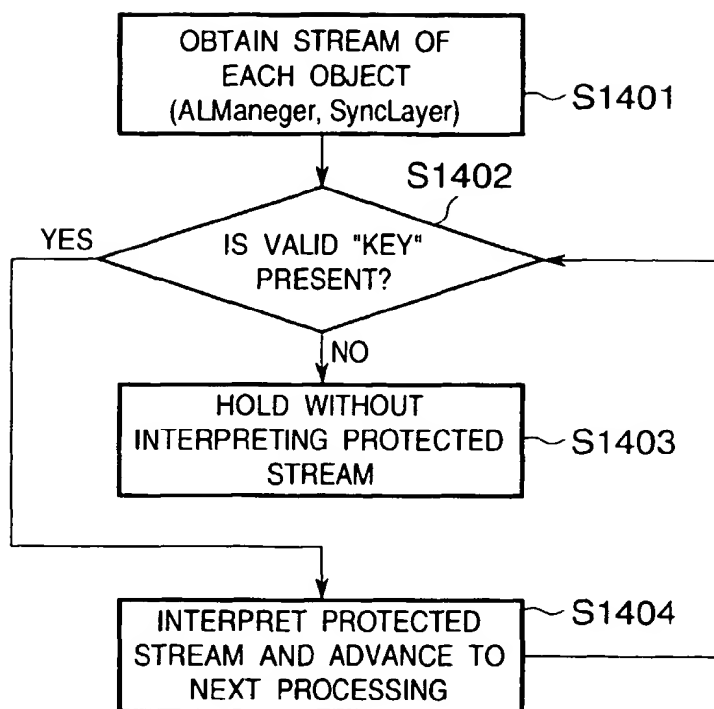 OBTAIN STREAM OF
EACH OBJECT
(ALManeger, SyncLayer)
S1401
S1402
YES
IS VALID "KEY"
PRESENT?
NO
HOLD WITHOUT
INTERPRETING PROTECTED
STREAM
S1403
INTERPRET PROTECTED
STREAM AND ADVANCE TO
NEXT PROCESSING
S1404